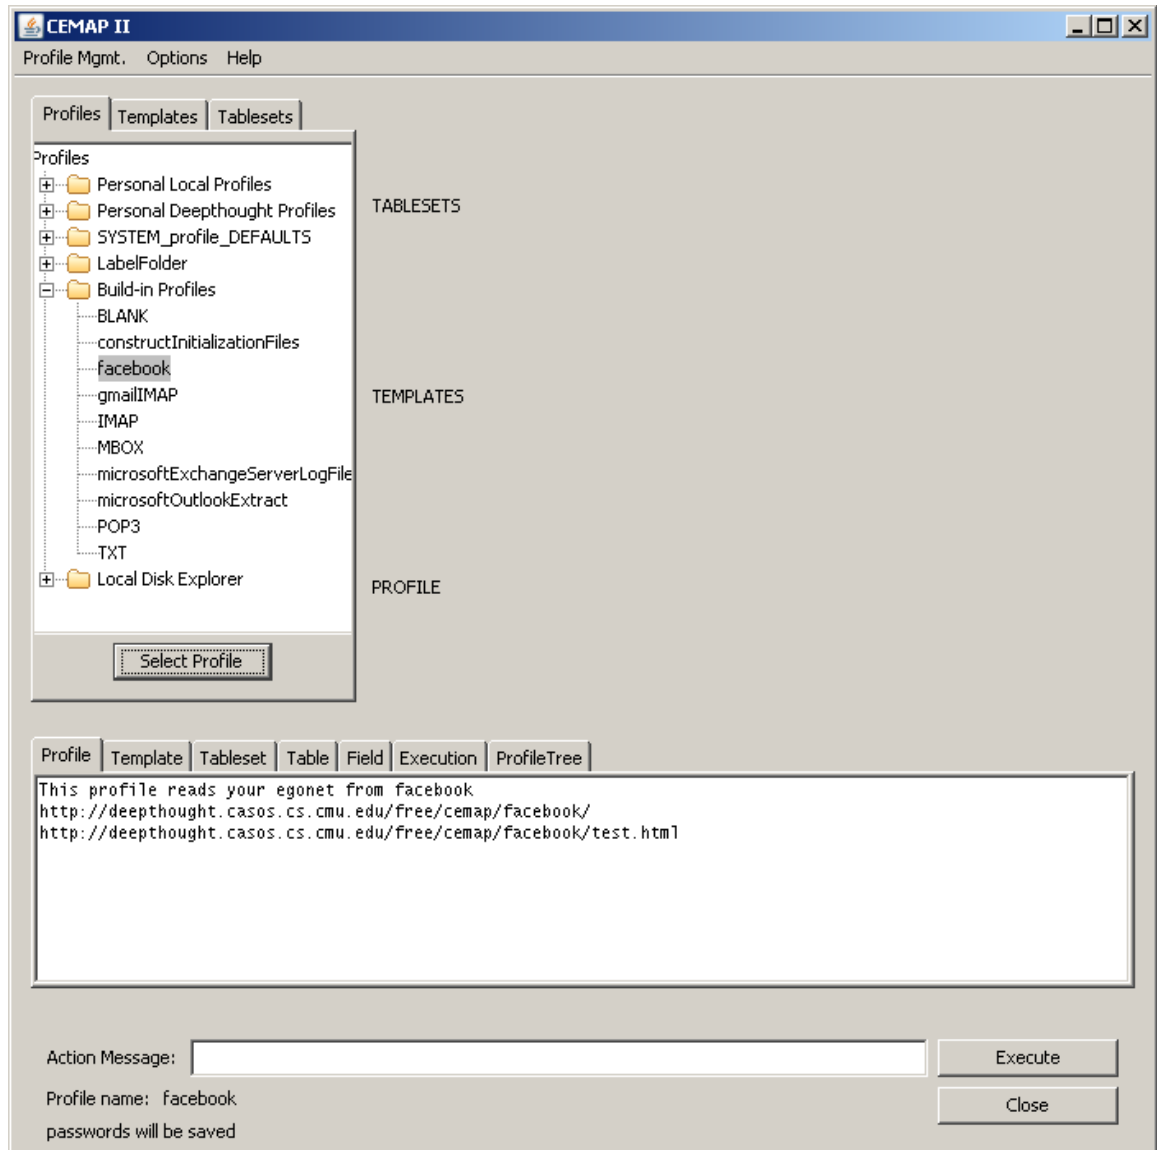 CEMAP II
Profile Mgmt. Options Help
Profiles Templates Tablesets
Profiles
Personal Local Profiles
Personal Deepthought Profiles
SYSTEM_profile_DEFAULTS
LabelFolder
Build-in Profiles
BLANK
constructInitializationFiles
facebook
gmailIMAP
IMAP
MBOX
microsoftExchangeServerLogFile
microsoftOutlookExtract
POP3
TXT
Local Disk Explorer
Select Profile
TABLESETS
TEMPLATES
PROFILE
Profile Template Tableset Table Field Execution ProfileTree
This profile reads your egonet from facebook
http://deepthought.casos.cs.cmu.edu/free/cemap/facebook/
http://deepthought.casos.cs.cmu.edu/free/cemap/facebook/test.html
Action Message:
Execute
Profile name: facebook
Close
passwords will be saved